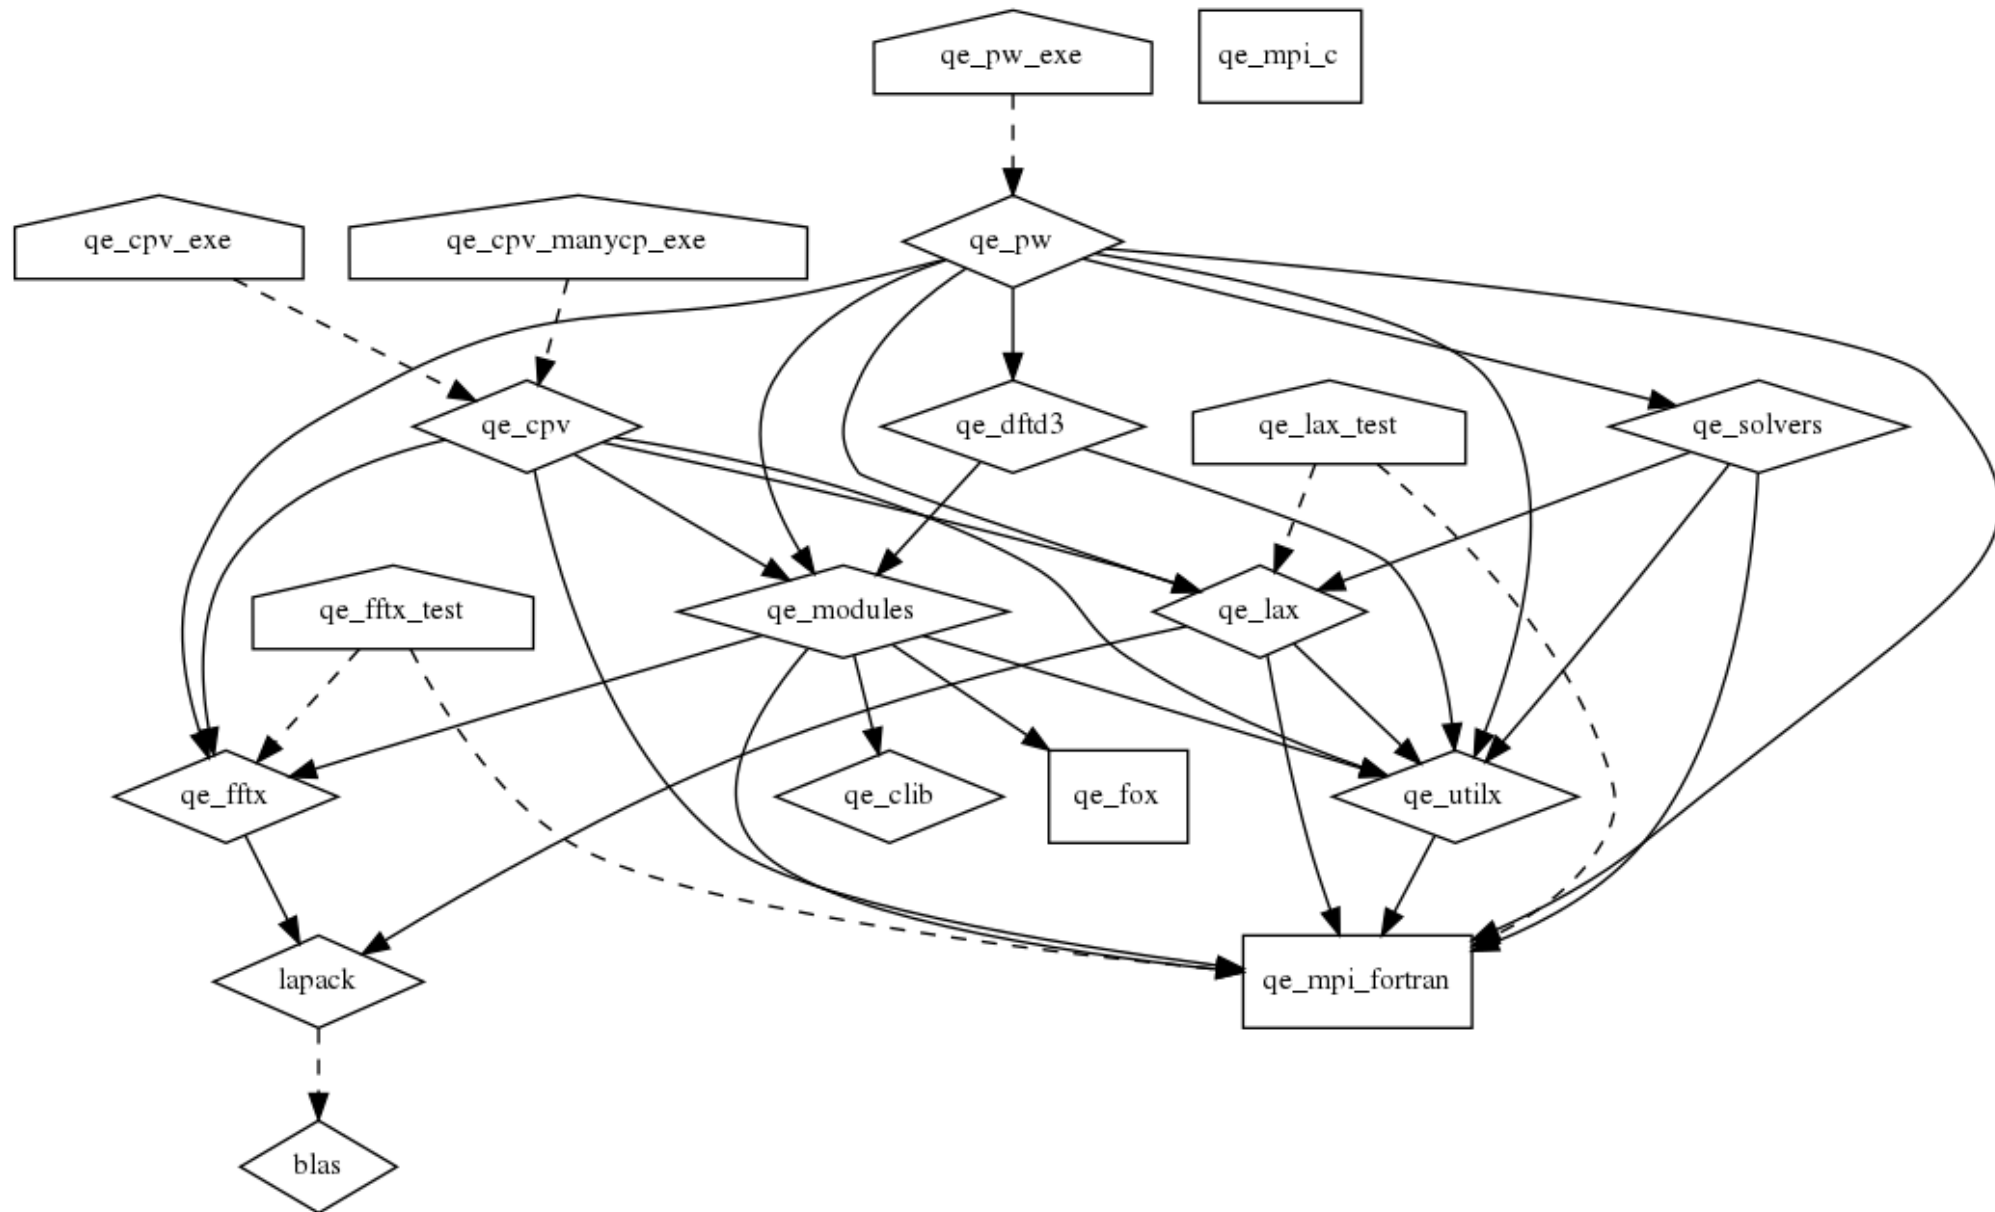 qe_pw_exe
qe_mpi_c
qe_cpv_exe
qe_cpv_manycp_exe
qe_pw
qe_cpv
qe_dftd3
qe_lax_test
qe_solvers
qe_fftx_test
qe_modules
qe_lax
qe_fftx
qe_clib
qe_fox
qe_utilx
lapack
qe_mpi_fortran
blas